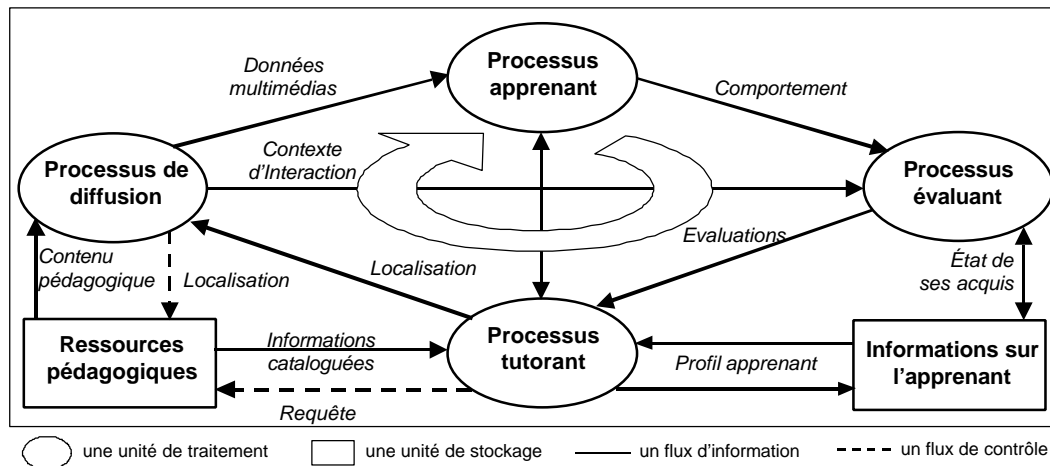 Données
multimédias
Processus
apprenant
Comportement
Processus de
diffusion
Contexte
d'Interaction
Processus
évaluant
Contenu
pédagogique
Localisation
Localisation
Evaluations
État de
ses acquis
Ressources
pédagogiques
Informations
cataloguées
Requête
Processus
tutorant
Profil apprenant
Informations sur
l'apprenant
une unité de traitement
une unité de stockage
un flux d'information
un flux de contrôle